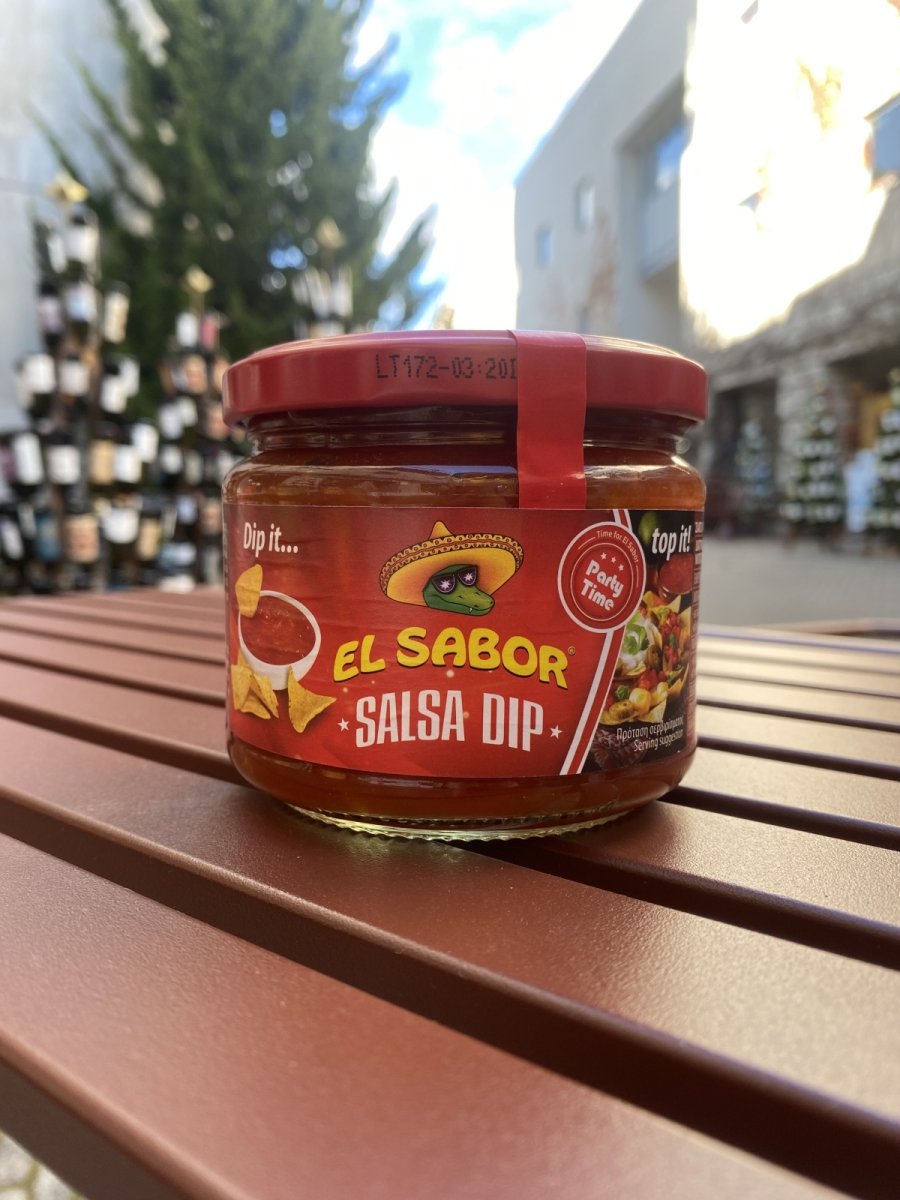 LT172-03:20I
Dip it...
Time for El Sabor
Party
Time
top it!
EL SABOR®
SALSA DIP
Πρόταση σερβιρίσματος
Serving suggestion